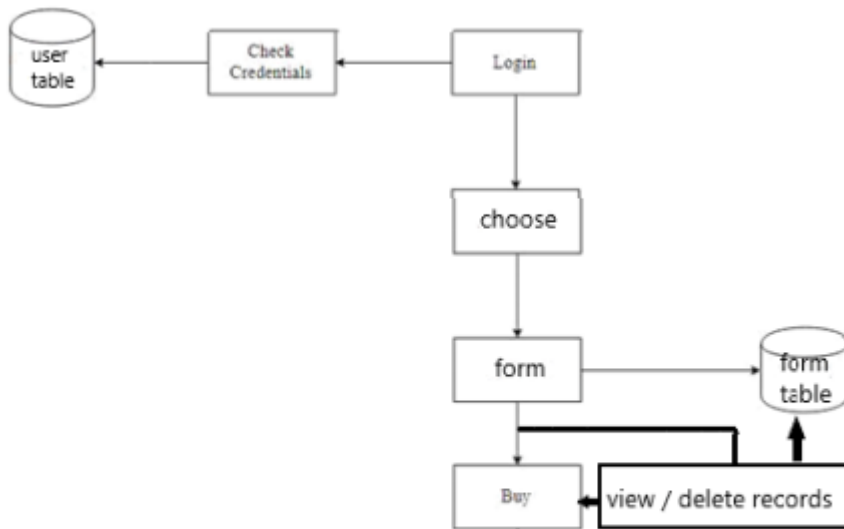 user
table
Check
Credentials
Login
choose
form
form
table
Buy
view / delete records